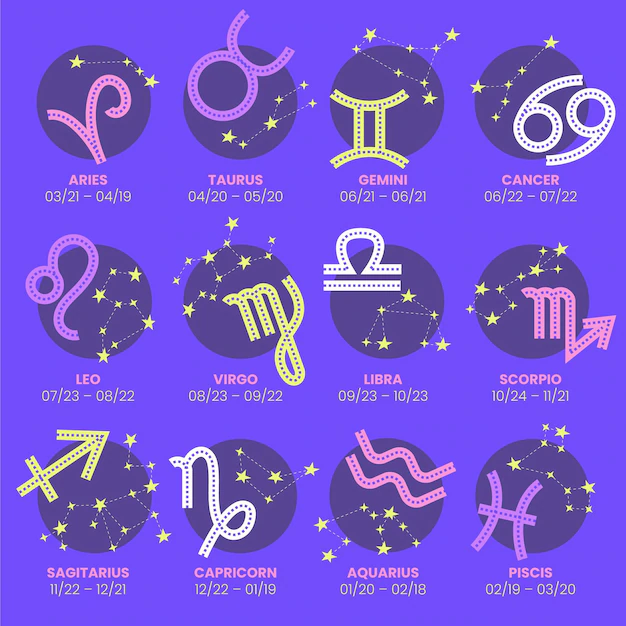 ARIES
03/21 – 04/19
TAURUS
04/20 – 05/20
GEMINI
06/21 – 06/21
CANCER
06/22 – 07/22
LEO
07/23 – 08/22
VIRGO
08/23 – 09/22
LIBRA
09/23 – 10/23
SCORPIO
10/24 – 11/21
SAGITARIUS
11/22 – 12/21
CAPRICORN
12/22 – 01/19
AQUARIUS
01/20 – 02/18
PISCIS
02/19 – 03/20